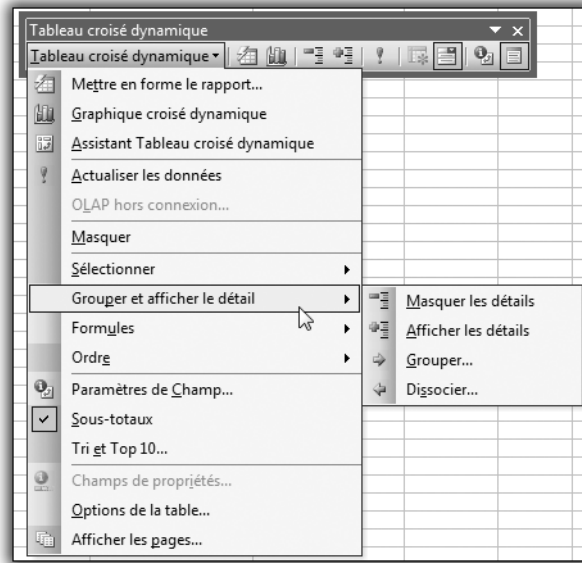 Tableau croisé dynamique
Tableau croisé dynamique
Mettre en forme le rapport...
Graphique croisé dynamique
Assistant Tableau croisé dynamique
Actualiser les données
OLAP hors connexion...
Masquer
Sélectionner
Grouper et afficher le détail
Masquer les détails
Afficher les détails
Grouper...
Dissocier...
Formules
Ordre
Paramètres de Champ...
Sous-totaux
Tri et Top 10...
Champs de propriétés...
Options de la table...
Afficher les pages...